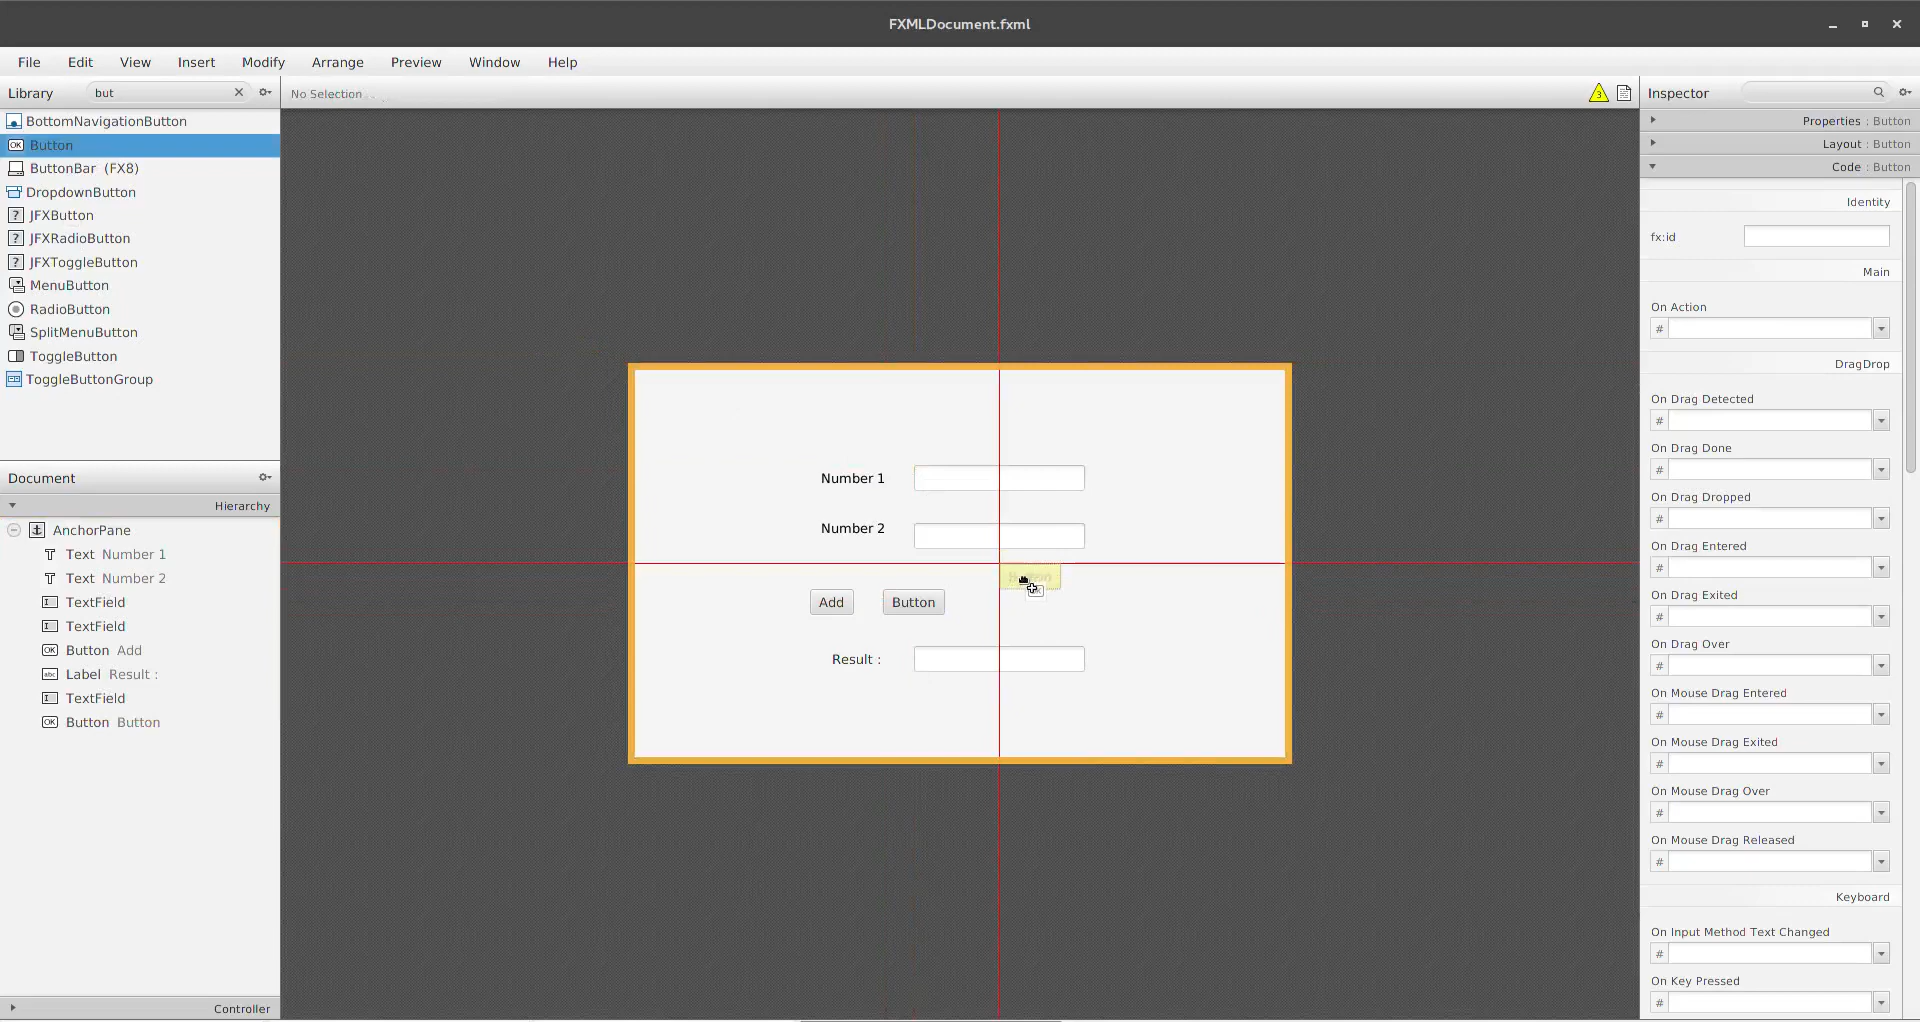 FXMLDocument.fxml
File Edit View Insert Modify Arrange Preview Window Help
Library but
No Selection
3
Inspector
BottomNavigationButton
OK Button
ButtonBar (FX8)
DropdownButton
? JFXButton
? JFXRadioButton
? JFXToggleButton
MenuButton
RadioButton
SplitMenuButton
ToggleButton
ToggleButtonGroup
Document
Hierarchy
AnchorPane
T Text Number 1
T Text Number 2
TextField
TextField
OK Button Add
abc Label Result :
TextField
OK Button Button
Controller
Number 1
Number 2
Add Button
Result :
Properties : Button
Layout : Button
Code : Button
Identity
fx:id
Main
On Action
#
DragDrop
On Drag Detected
#
On Drag Done
#
On Drag Dropped
#
On Drag Entered
#
On Drag Exited
#
On Drag Over
#
On Mouse Drag Entered
#
On Mouse Drag Exited
#
On Mouse Drag Over
#
On Mouse Drag Released
#
Keyboard
On Input Method Text Changed
#
On Key Pressed
#